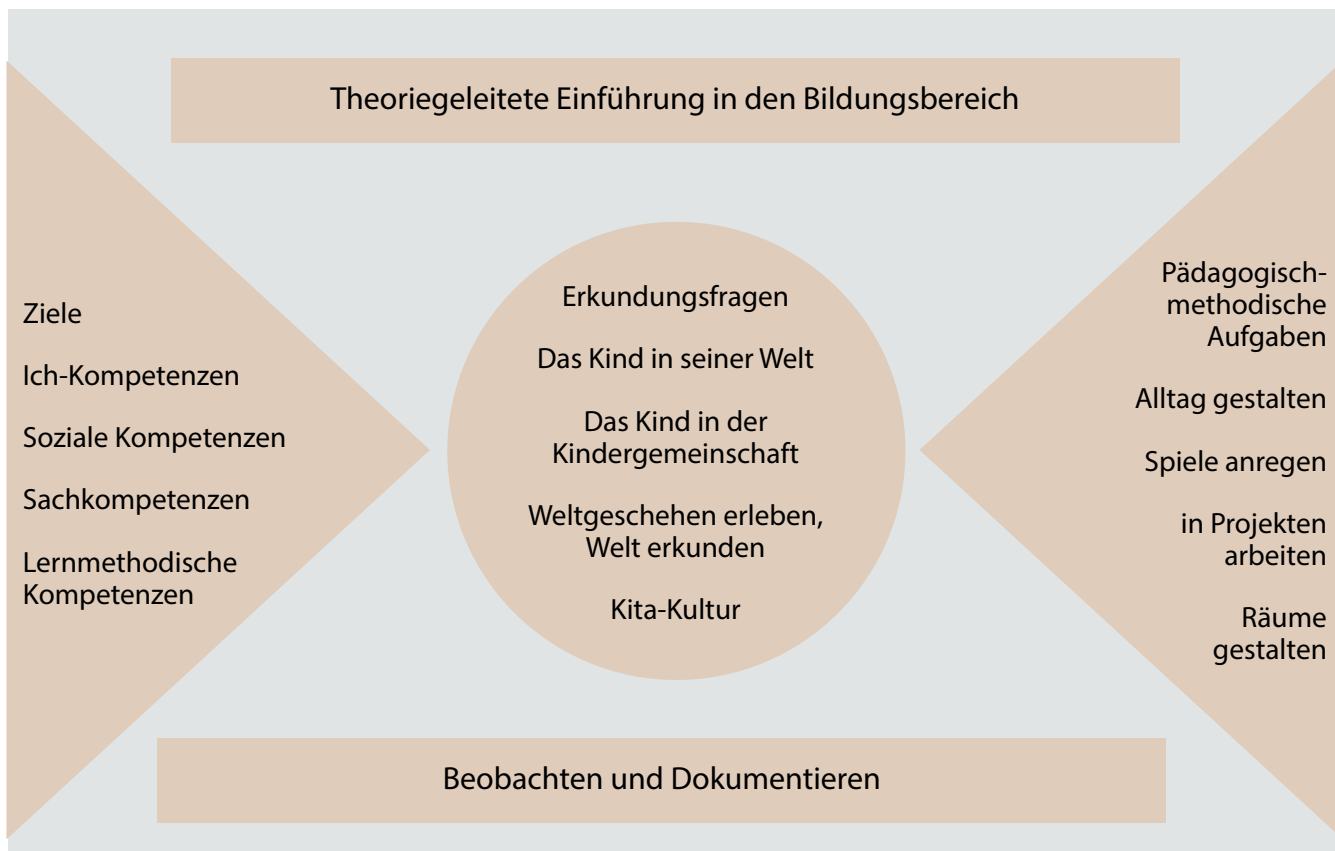 Theoriegeleitete Einführung in den Bildungsbereich
Ziele
Ich-Kompetenzen
Soziale Kompetenzen
Sachkompetenzen
Lernmethodische
Kompetenzen
Erkundungsfragen
Das Kind in seiner Welt
Das Kind in der
Kindergemeinschaft
Weltgeschehen erleben,
Welt erkunden
Kita-Kultur
Pädagogisch-
methodische
Aufgaben
Alltag gestalten
Spiele anregen
in Projekten
arbeiten
Räume
gestalten
Beobachten und Dokumentieren